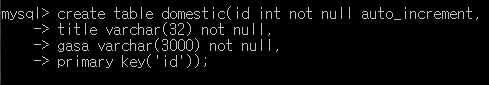 mysql> create table domestic(id int not null auto_increment,
-> title varchar(32) not null,
-> gasa varchar(3000) not null,
-> primary key('id'));